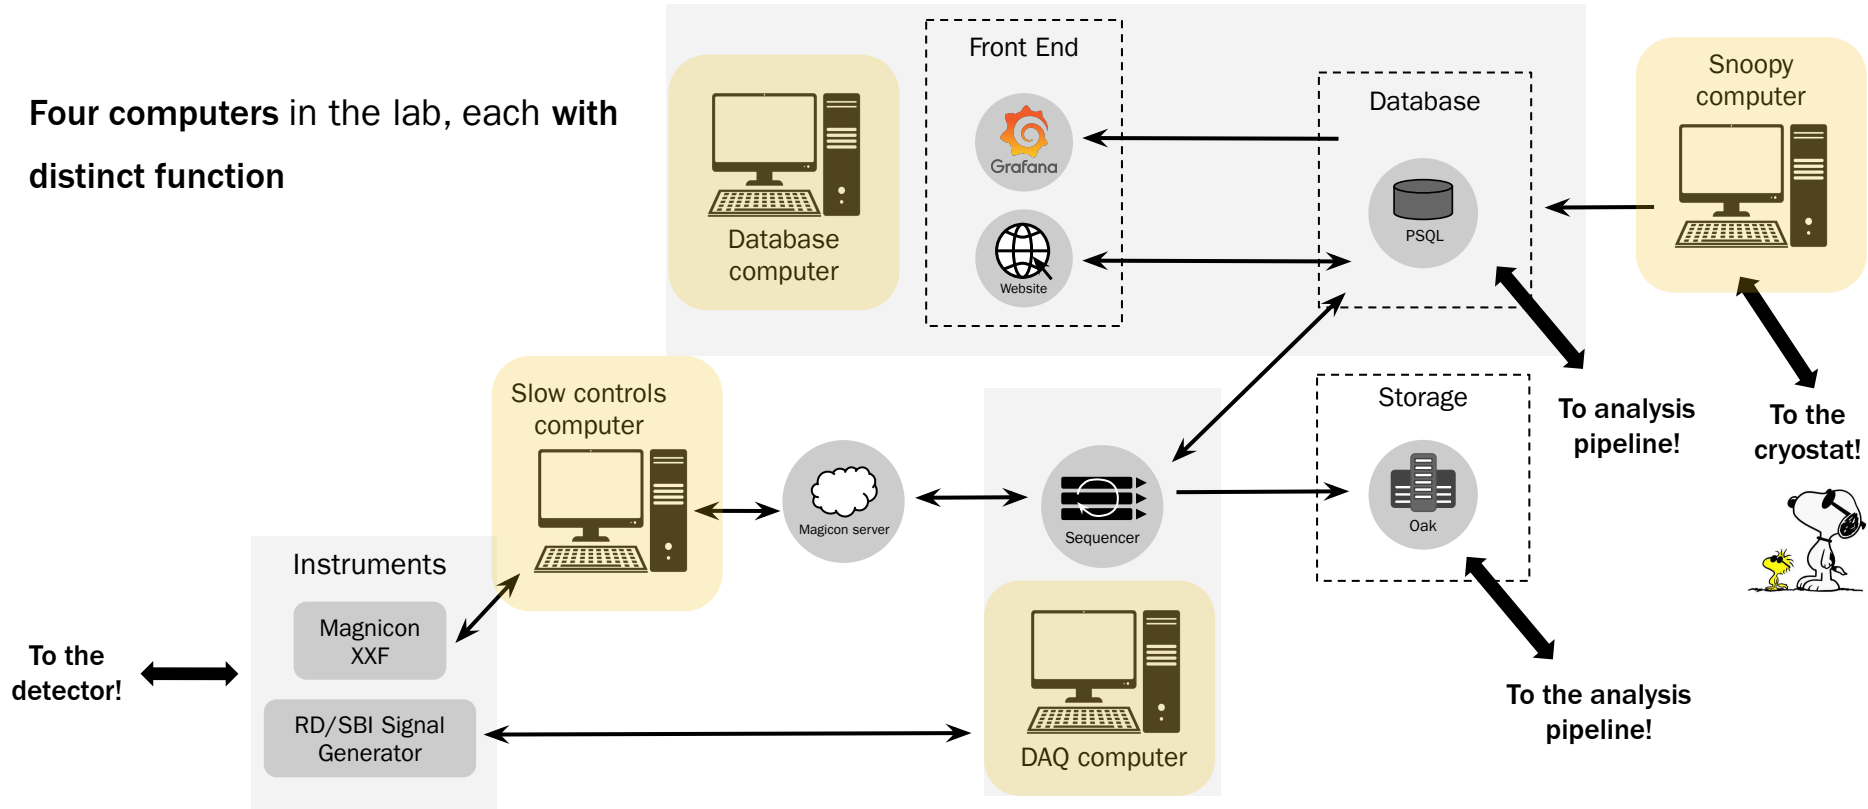 Four computers in the lab, each with
distinct function
Database
computer
Front End
Grafana
Website
Database
PSQL
Snoopy
computer
Slow controls
computer
Magicon server
Sequencer
Storage
Oak
To analysis
pipeline!
To the
cryostat!
Instruments
Magnicon
XXF
RD/SBI Signal
Generator
To the
detector!
DAQ computer
To the analysis
pipeline!